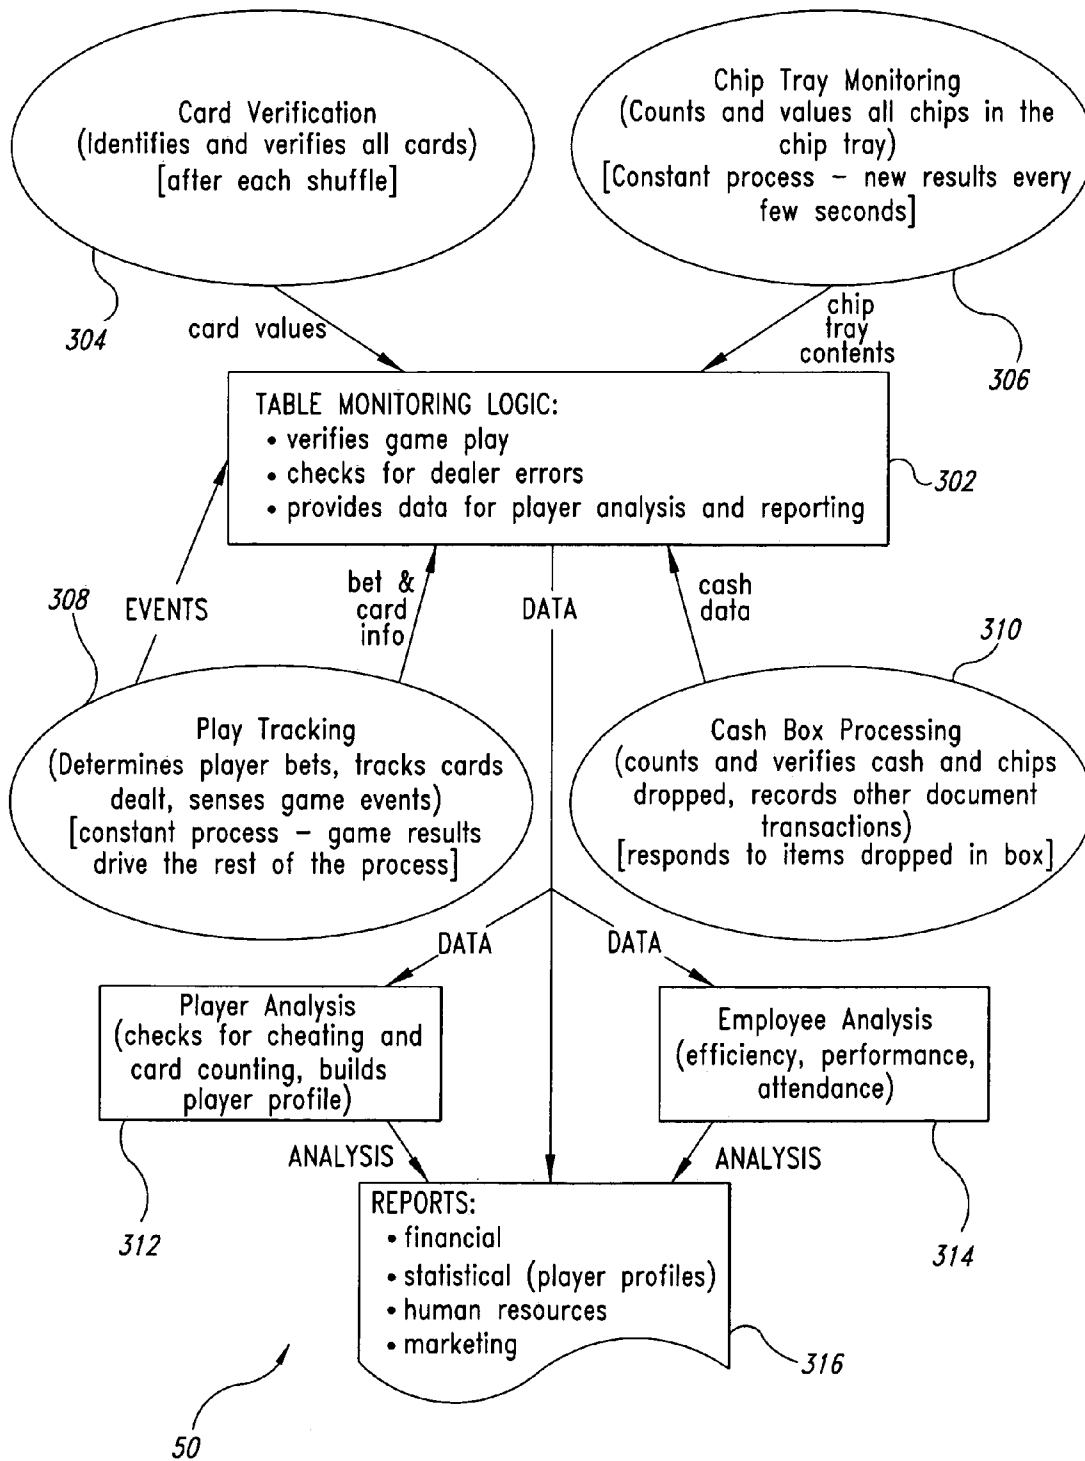 Card Verification
(Identifies and verifies all cards)
[after each shuffle]
Chip Tray Monitoring
(Counts and values all chips in the
chip tray)
[Constant process – new results every
few seconds]
304
card values
chip
tray
contents
306
TABLE MONITORING LOGIC:
• verifies game play
• checks for dealer errors
• provides data for player analysis and reporting
302
308
EVENTS
bet &
card
info
DATA
cash
data
310
Play Tracking
(Determines player bets, tracks cards
dealt, senses game events)
[constant process – game results
drive the rest of the process]
Cash Box Processing
(counts and verifies cash and chips
dropped, records other document
transactions)
[responds to items dropped in box]
DATA
DATA
Player Analysis
(checks for cheating and
card counting, builds
player profile)
Employee Analysis
(efficiency, performance,
attendance)
312
ANALYSIS
ANALYSIS
314
REPORTS:
• financial
• statistical (player profiles)
• human resources
• marketing
316
50